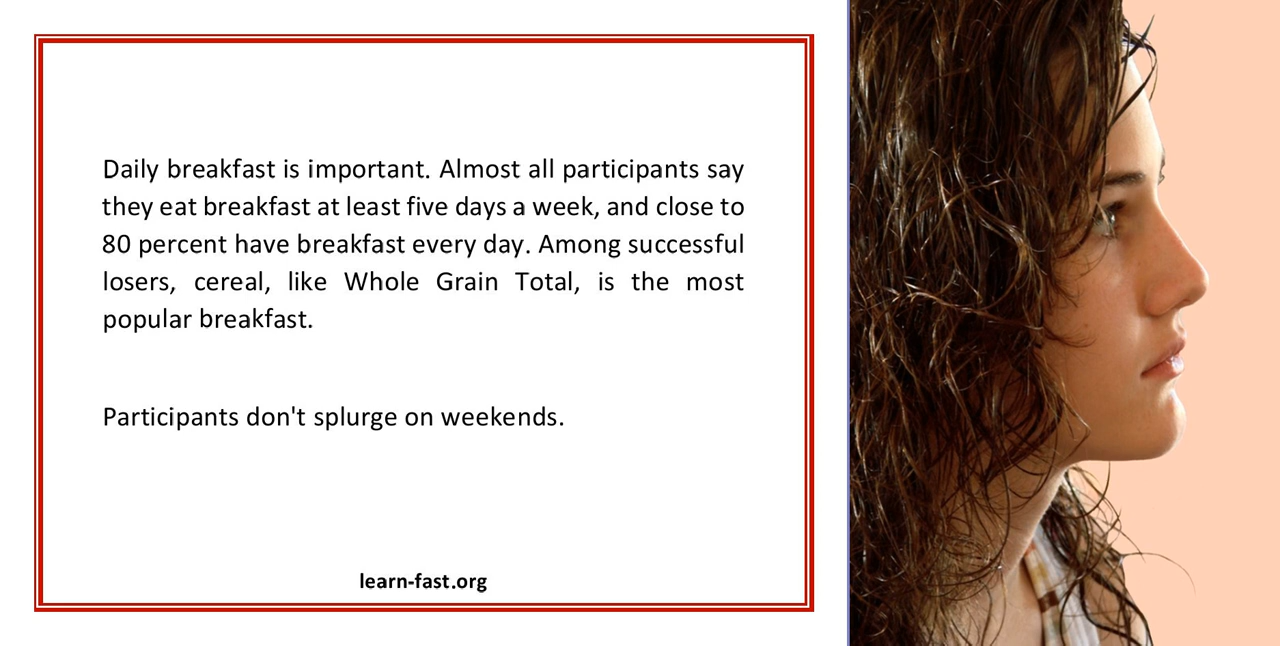 Daily breakfast is important. Almost all participants say
they eat breakfast at least five days a week, and close to
80 percent have breakfast every day. Among successful
losers, cereal, like Whole Grain Total, is the most
popular breakfast.
Participants don't splurge on weekends.
learn-fast.org